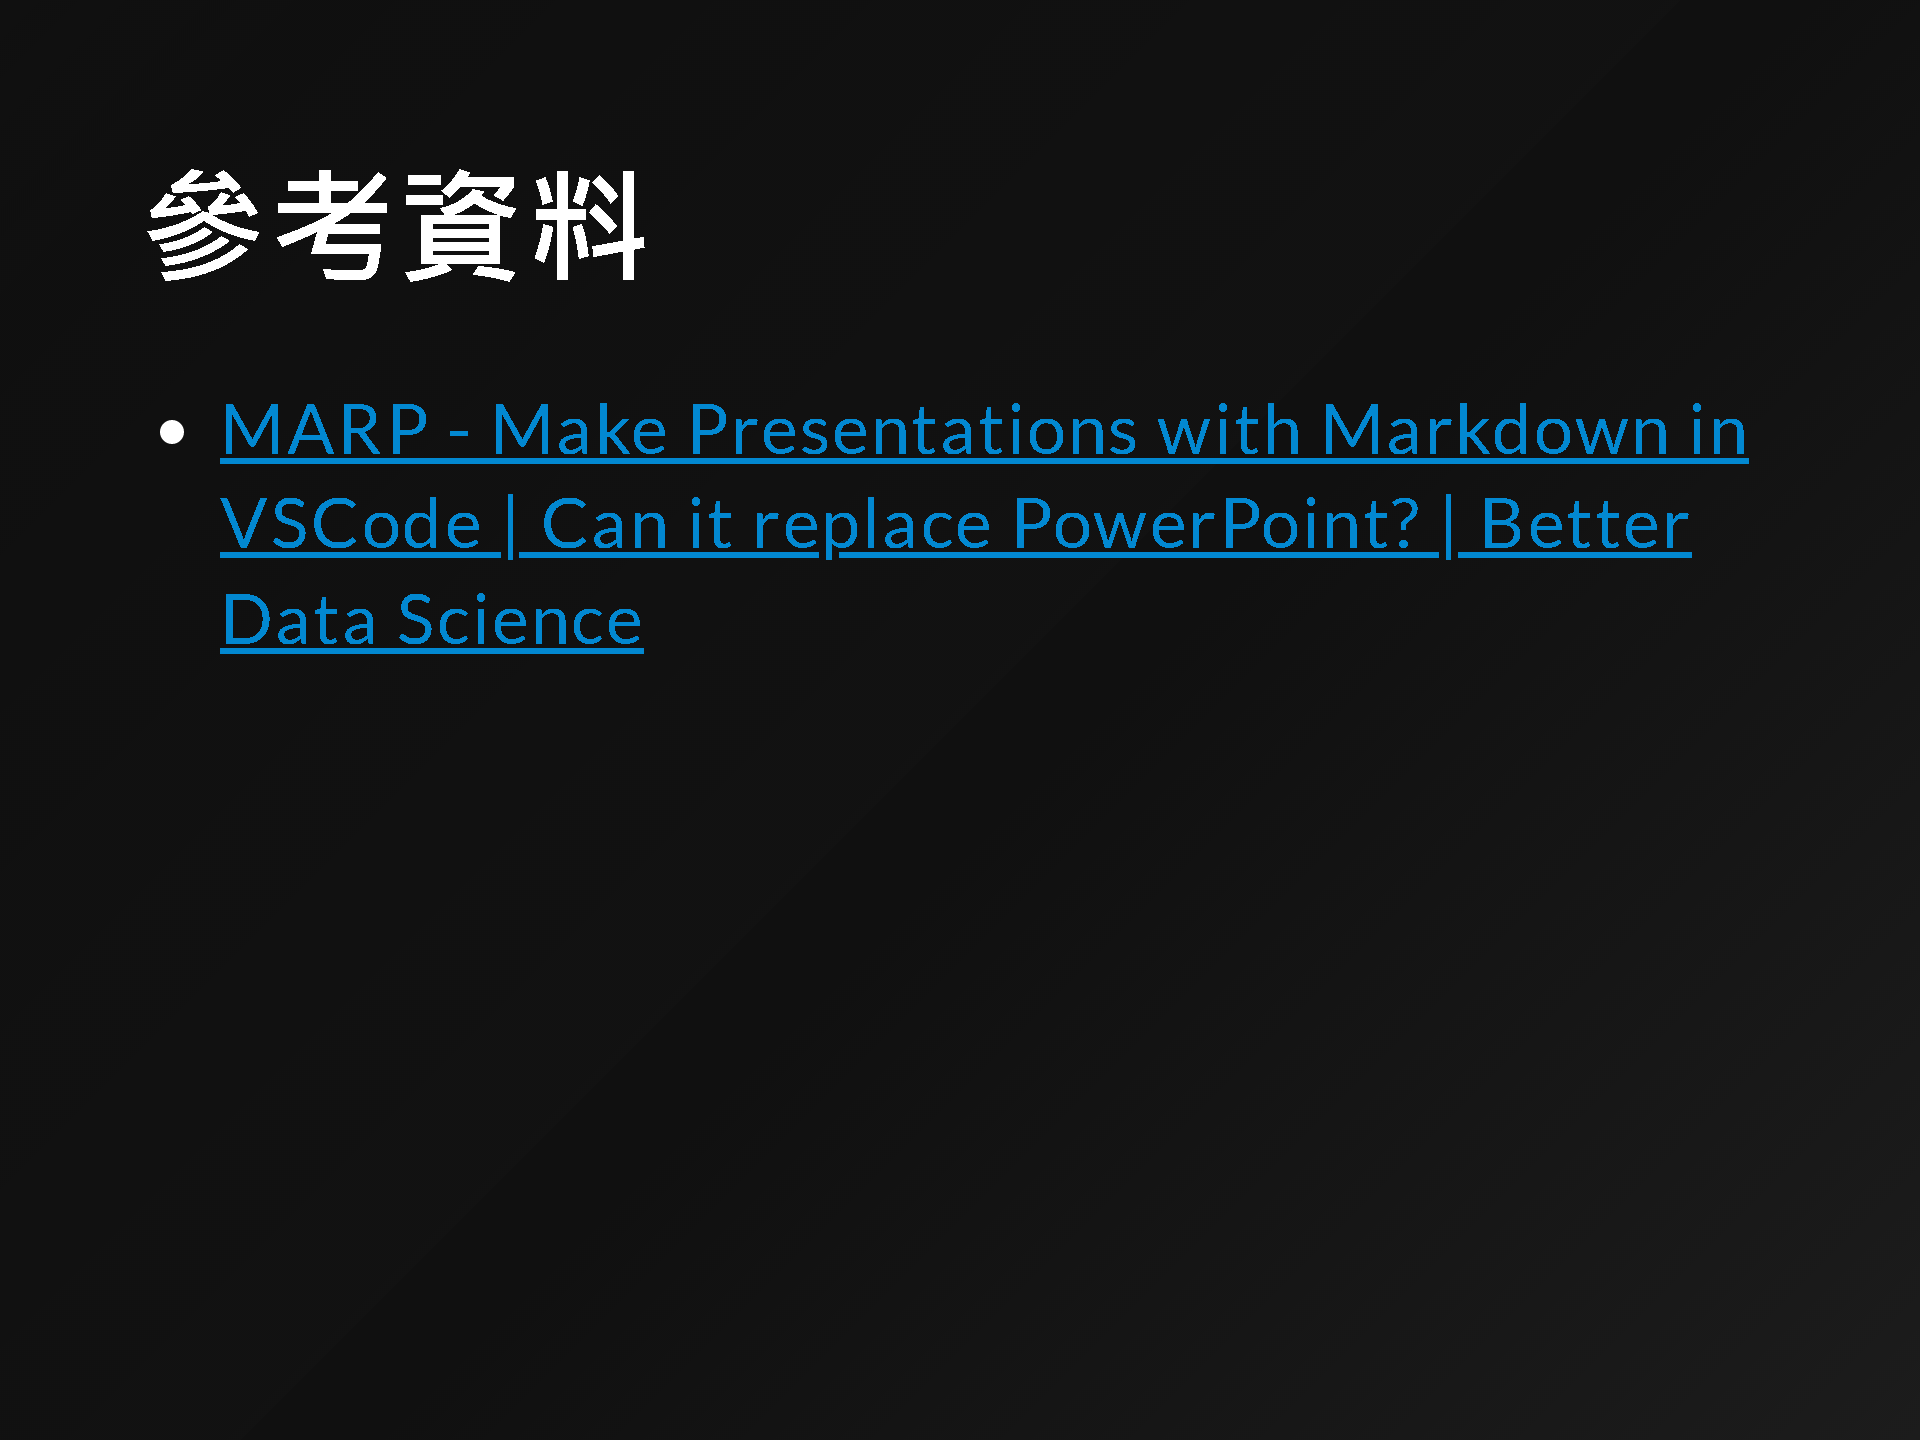 參考資料
MARP - Make Presentations with Markdown in
VSCode | Can it replace PowerPoint? | Better
Data Science